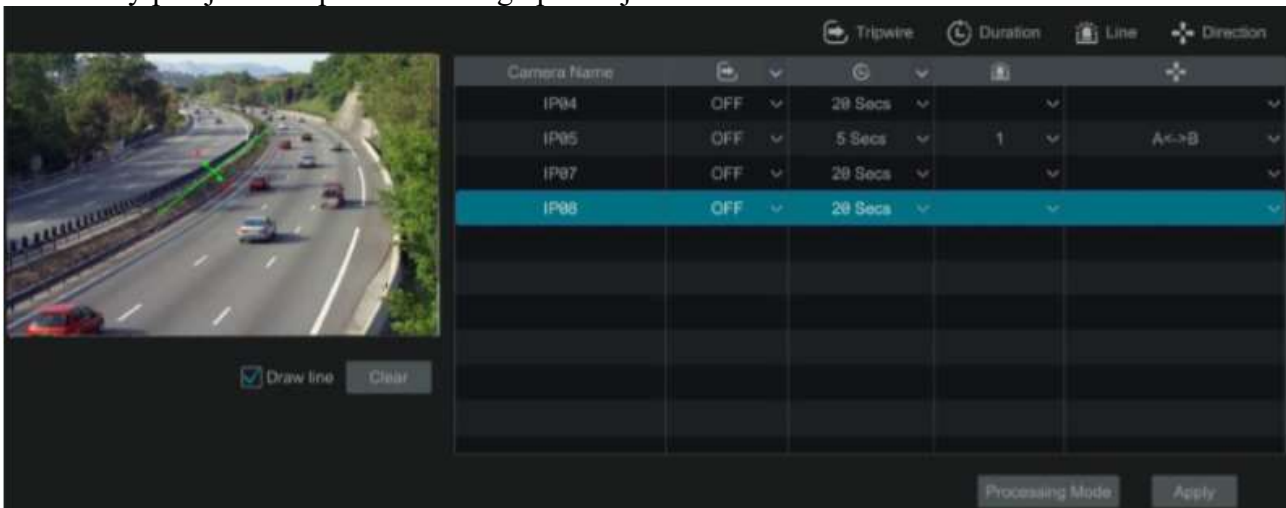 Tripwire Duration Line Direction
Camera Name
IP04 OFF 20 Secs
IP05 OFF 5 Secs 1 A<->B
IP07 OFF 20 Secs
IP08 OFF 20 Secs
Draw line Clear
Processing Mode Apply